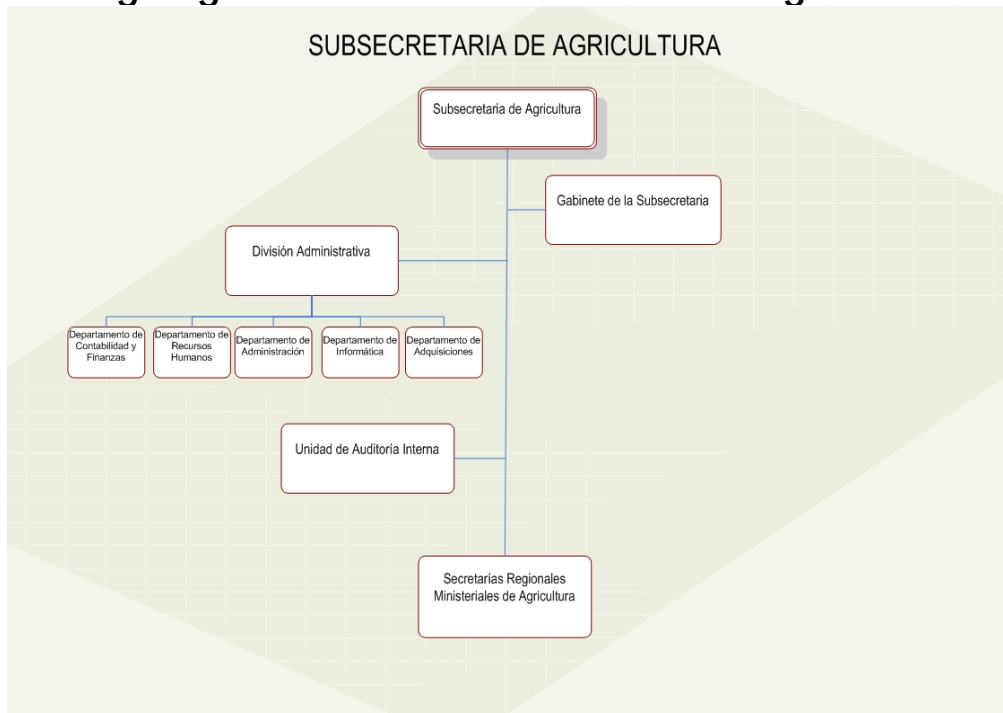 SUBSECRETARIA DE AGRICULTURA
Subsecretaria de Agricultura
Gabinete de la Subsecretaria
División Administrativa
Departamento de
Contabilidad y
Finanzas
Departamento de
Recursos
Humanos
Departamento de
Administración
Departamento de
Informática
Departamento de
Adquisiciones
Unidad de Auditoría Interna
Secretarías Regionales
Ministeriales de Agricultura